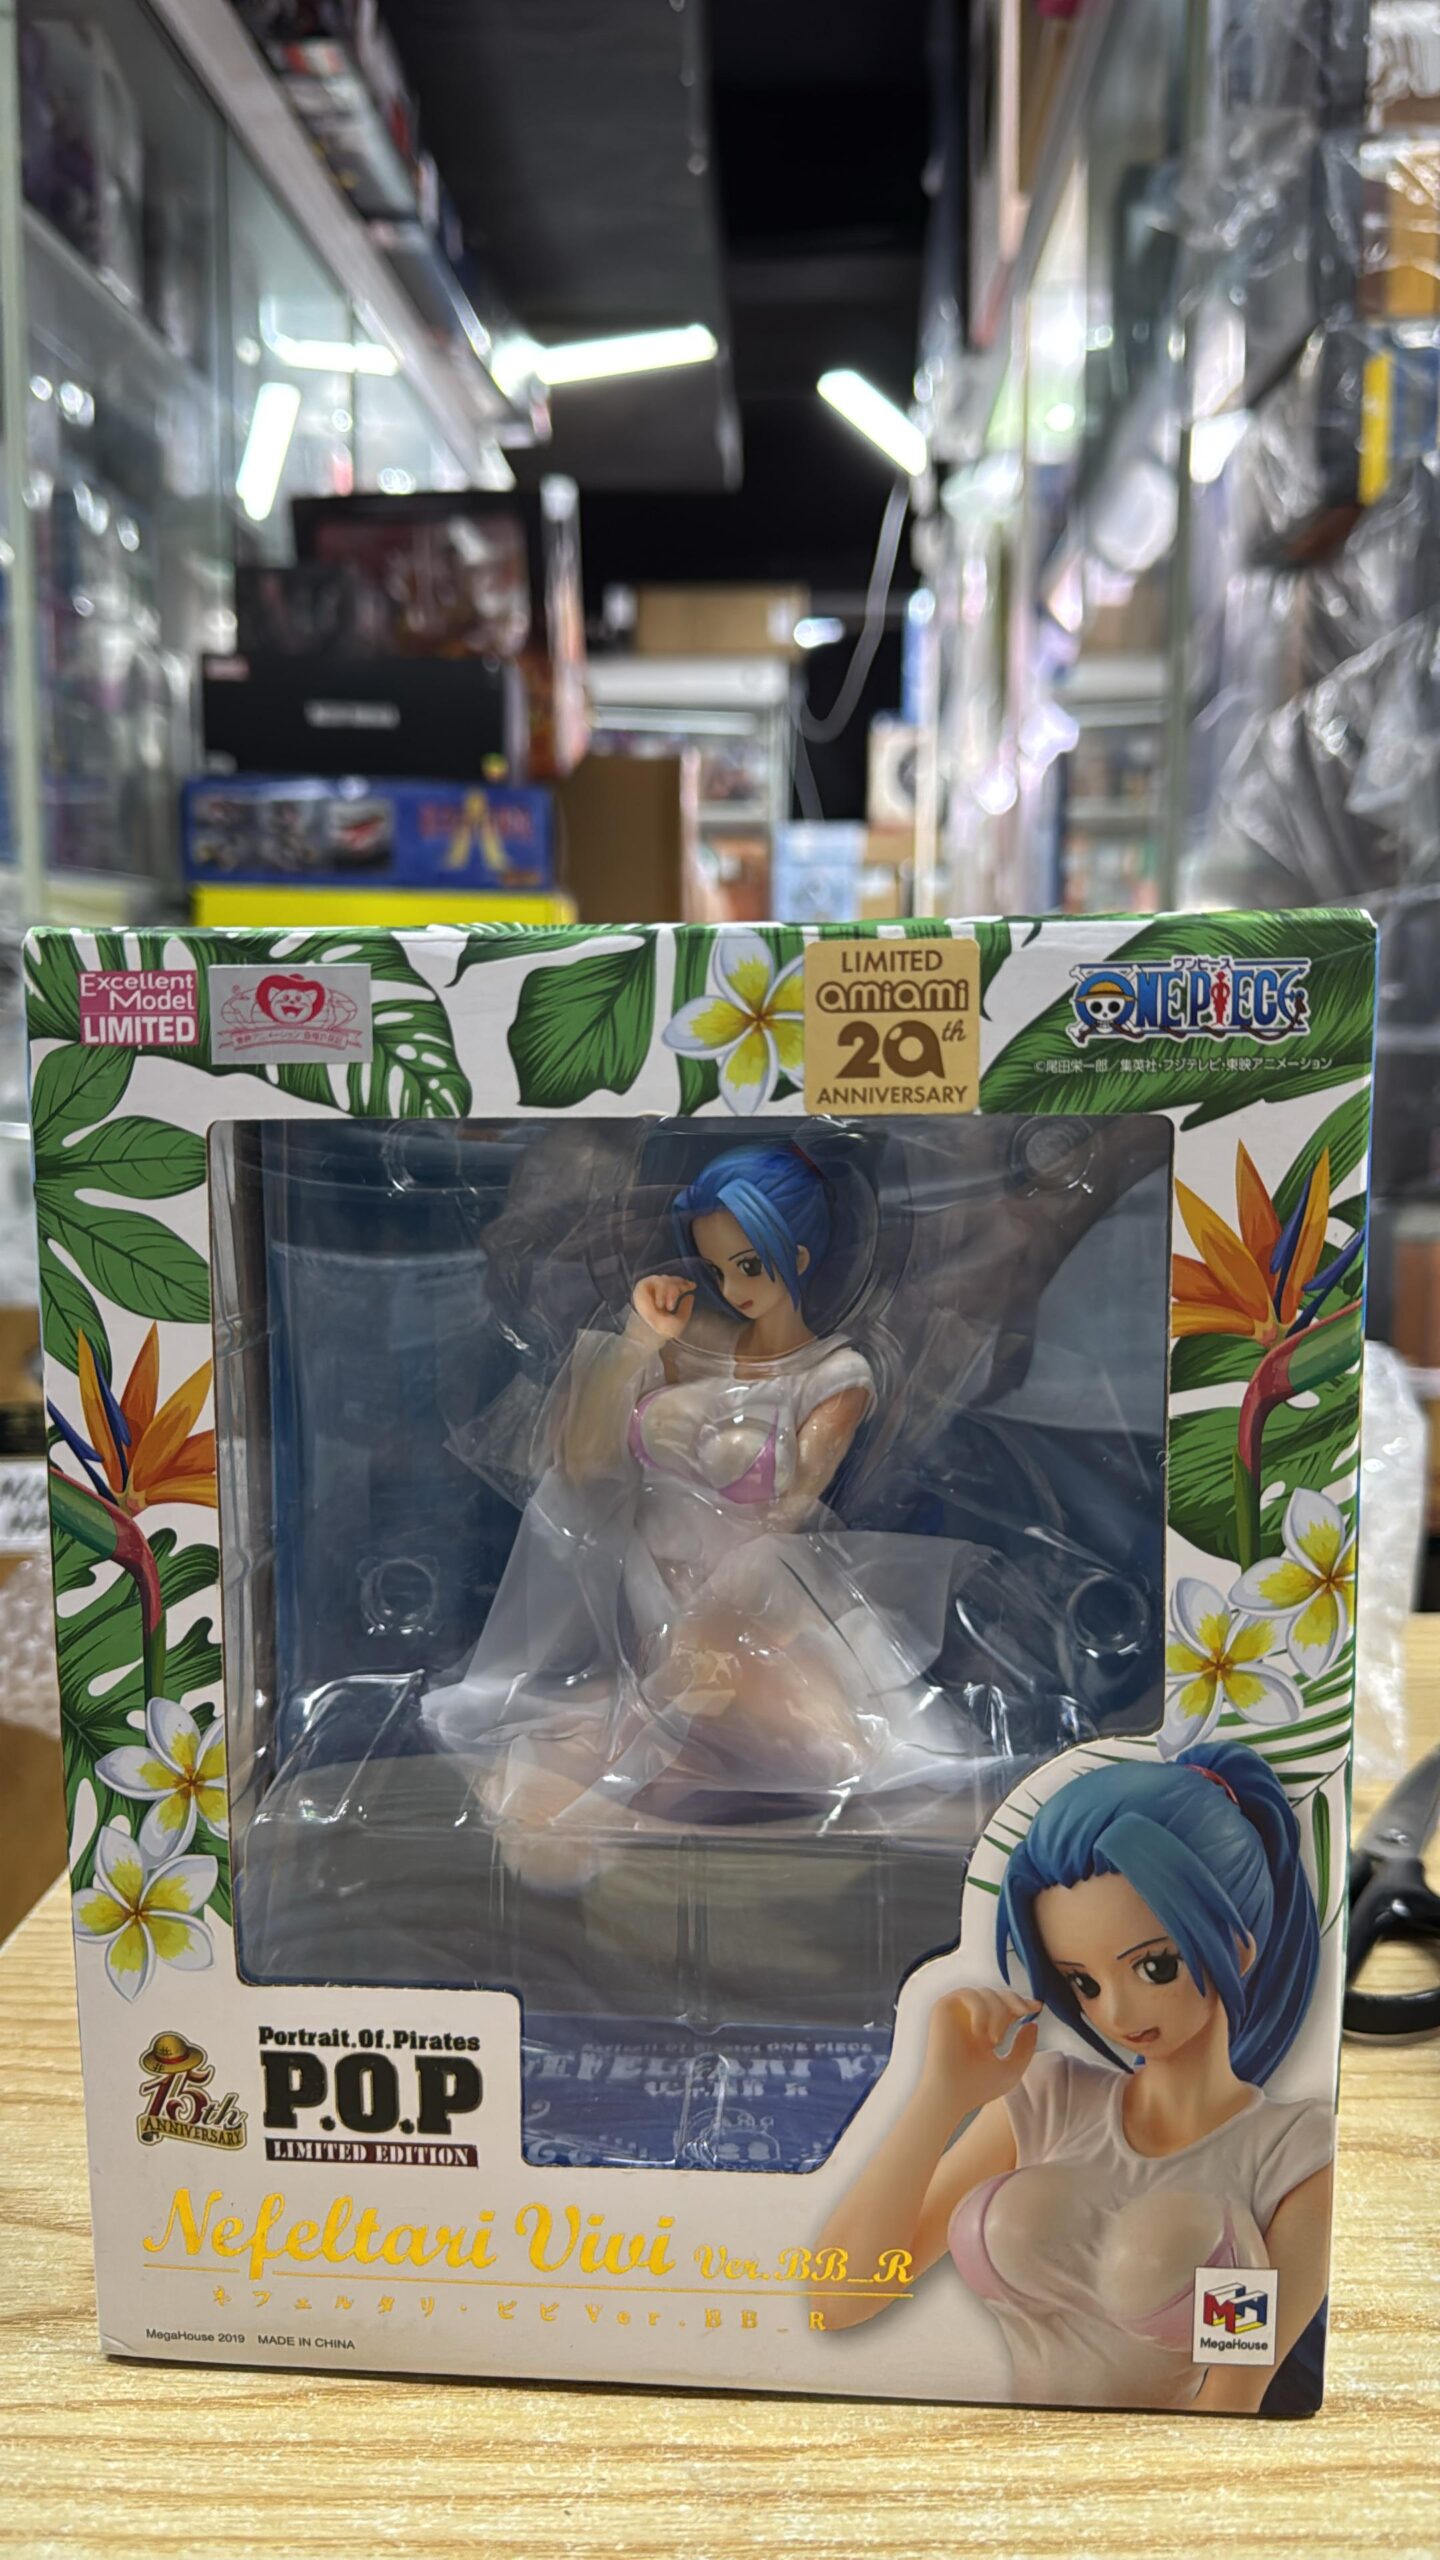 Excellent
Model
LIMITED
LIMITED
amiami
20th
ANNIVERSARY
ワンピース
ONE PIECE
©尾田栄一郎／集英社・フジテレビ・東映アニメーション
15th
ANNIVERSARY
Portrait.Of.Pirates
P.O.P
LIMITED EDITION
Nefeltari Vivi Ver.BB_R
ネフェルタリ・ビビ Ver.BB_R
MegaHouse 2019 MADE IN CHINA
MegaHouse